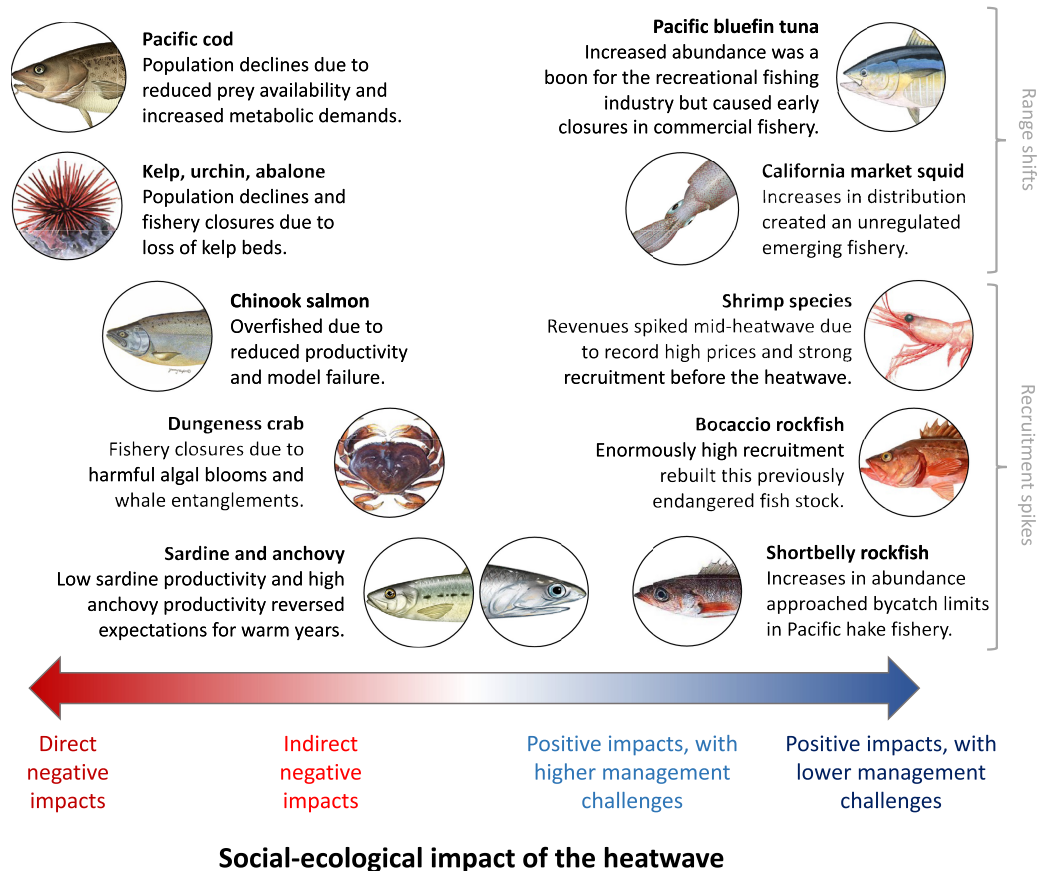 Pacific cod
Population declines due to
reduced prey availability and
increased metabolic demands.
Pacific bluefin tuna
Increased abundance was a
boon for the recreational fishing
industry but caused early
closures in commercial fishery.
Kelp, urchin, abalone
Population declines and
fishery closures due to
loss of kelp beds.
California market squid
Increases in distribution
created an unregulated
emerging fishery.
Range shifts
Chinook salmon
Overfished due to
reduced productivity
and model failure.
Shrimp species
Revenues spiked mid-heatwave due
to record high prices and strong
recruitment before the heatwave.
Dungeness crab
Fishery closures due to
harmful algal blooms and
whale entanglements.
Bocaccio rockfish
Enormously high recruitment
rebuilt this previously
endangered fish stock.
Sardine and anchovy
Low sardine productivity and high
anchovy productivity reversed
expectations for warm years.
Shortbelly rockfish
Increases in abundance
approached bycatch limits
in Pacific hake fishery.
Recruitment spikes
Direct
negative
impacts
Indirect
negative
impacts
Positive impacts, with
higher management
challenges
Positive impacts, with
lower management
challenges
Social-ecological impact of the heatwave